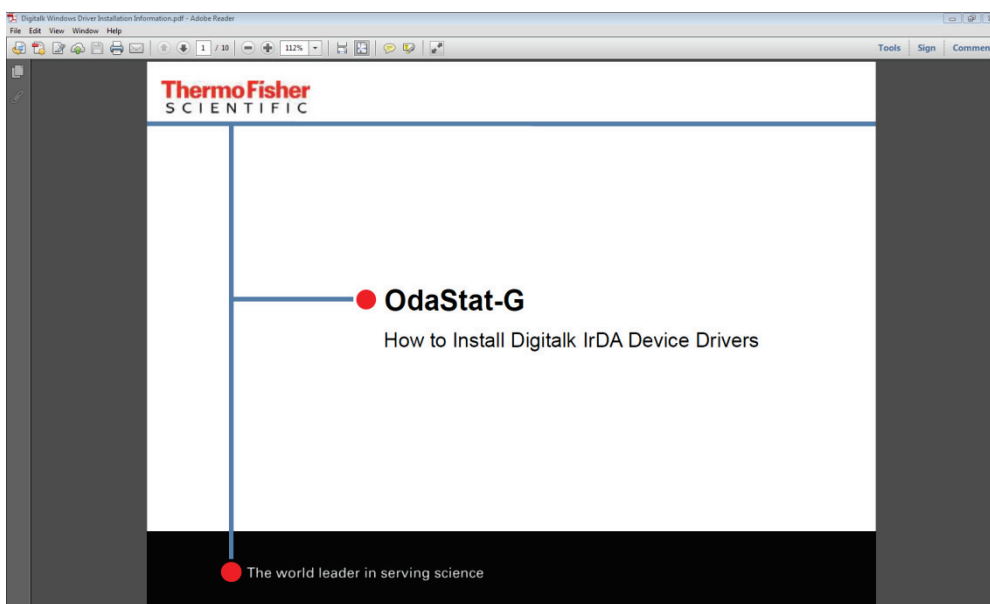 Digitalk Windows Driver Installation Information.pdf - Adobe Reader
File Edit View Window Help
1 / 10 112% Tools Sign Commen
ThermoFisher
SCIENTIFIC
OdaStat-G
How to Install Digitalk IrDA Device Drivers
The world leader in serving science